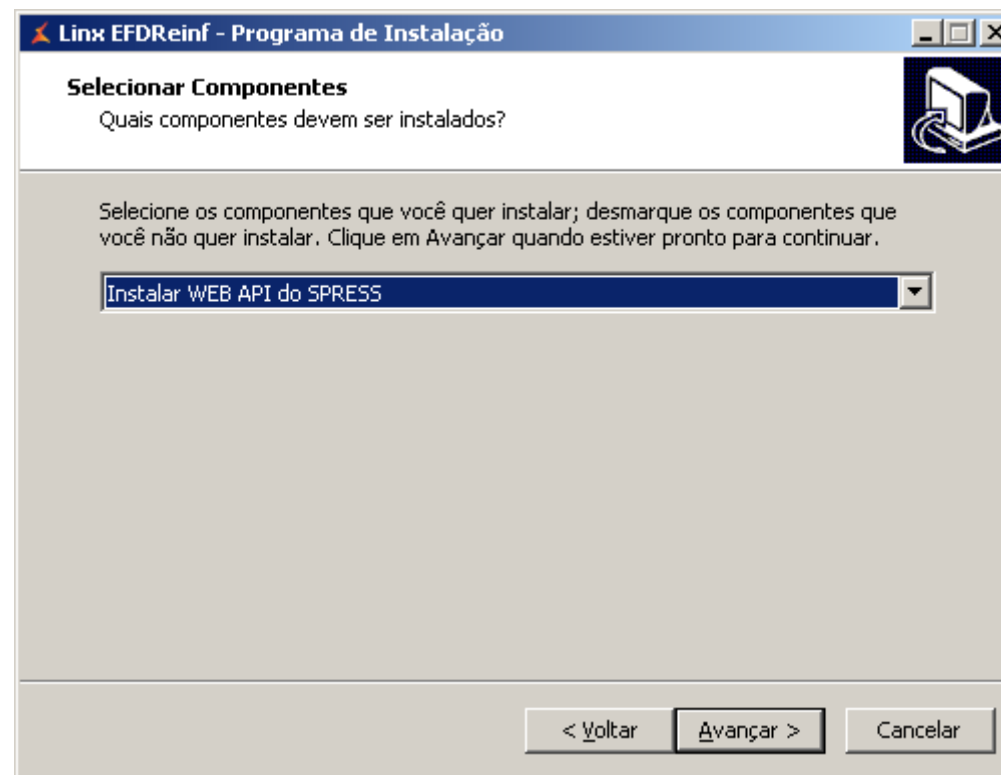 Linx EFDReinf - Programa de Instalação
Selecionar Componentes
Quais componentes devem ser instalados?
Selecione os componentes que você quer instalar; desmarque os componentes que
você não quer instalar. Clique em Avançar quando estiver pronto para continuar.
Instalar WEB API do SPRESS
< Voltar
Avançar >
Cancelar